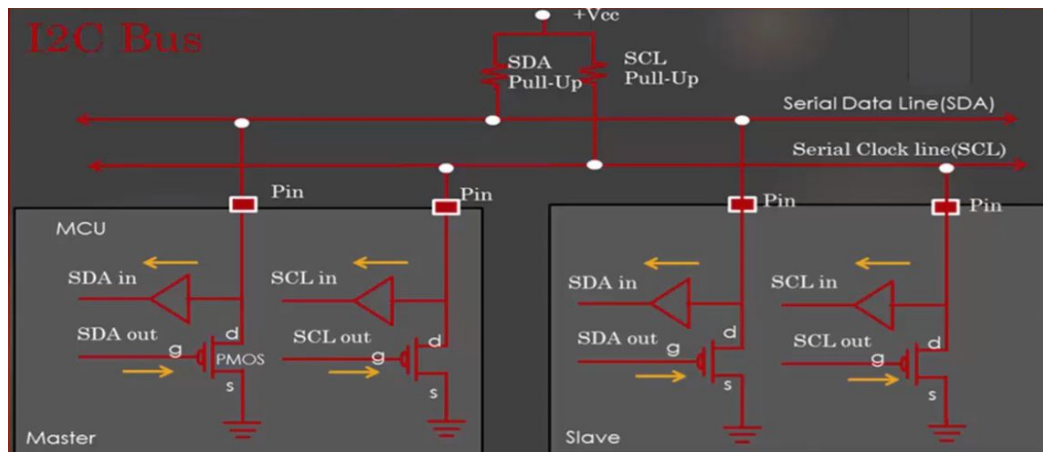 I2C Bus
+Vcc
SDA
Pull-Up
SCL
Pull-Up
Serial Data Line(SDA)
Serial Clock line(SCL)
Pin
Pin
Pin
Pin
MCU
SDA in
SCL in
SDA in
SCL in
SDA out
SCL out
SDA out
SCL out
g
d
PMOS
s
g
d
s
g
d
s
g
d
s
Master
Slave